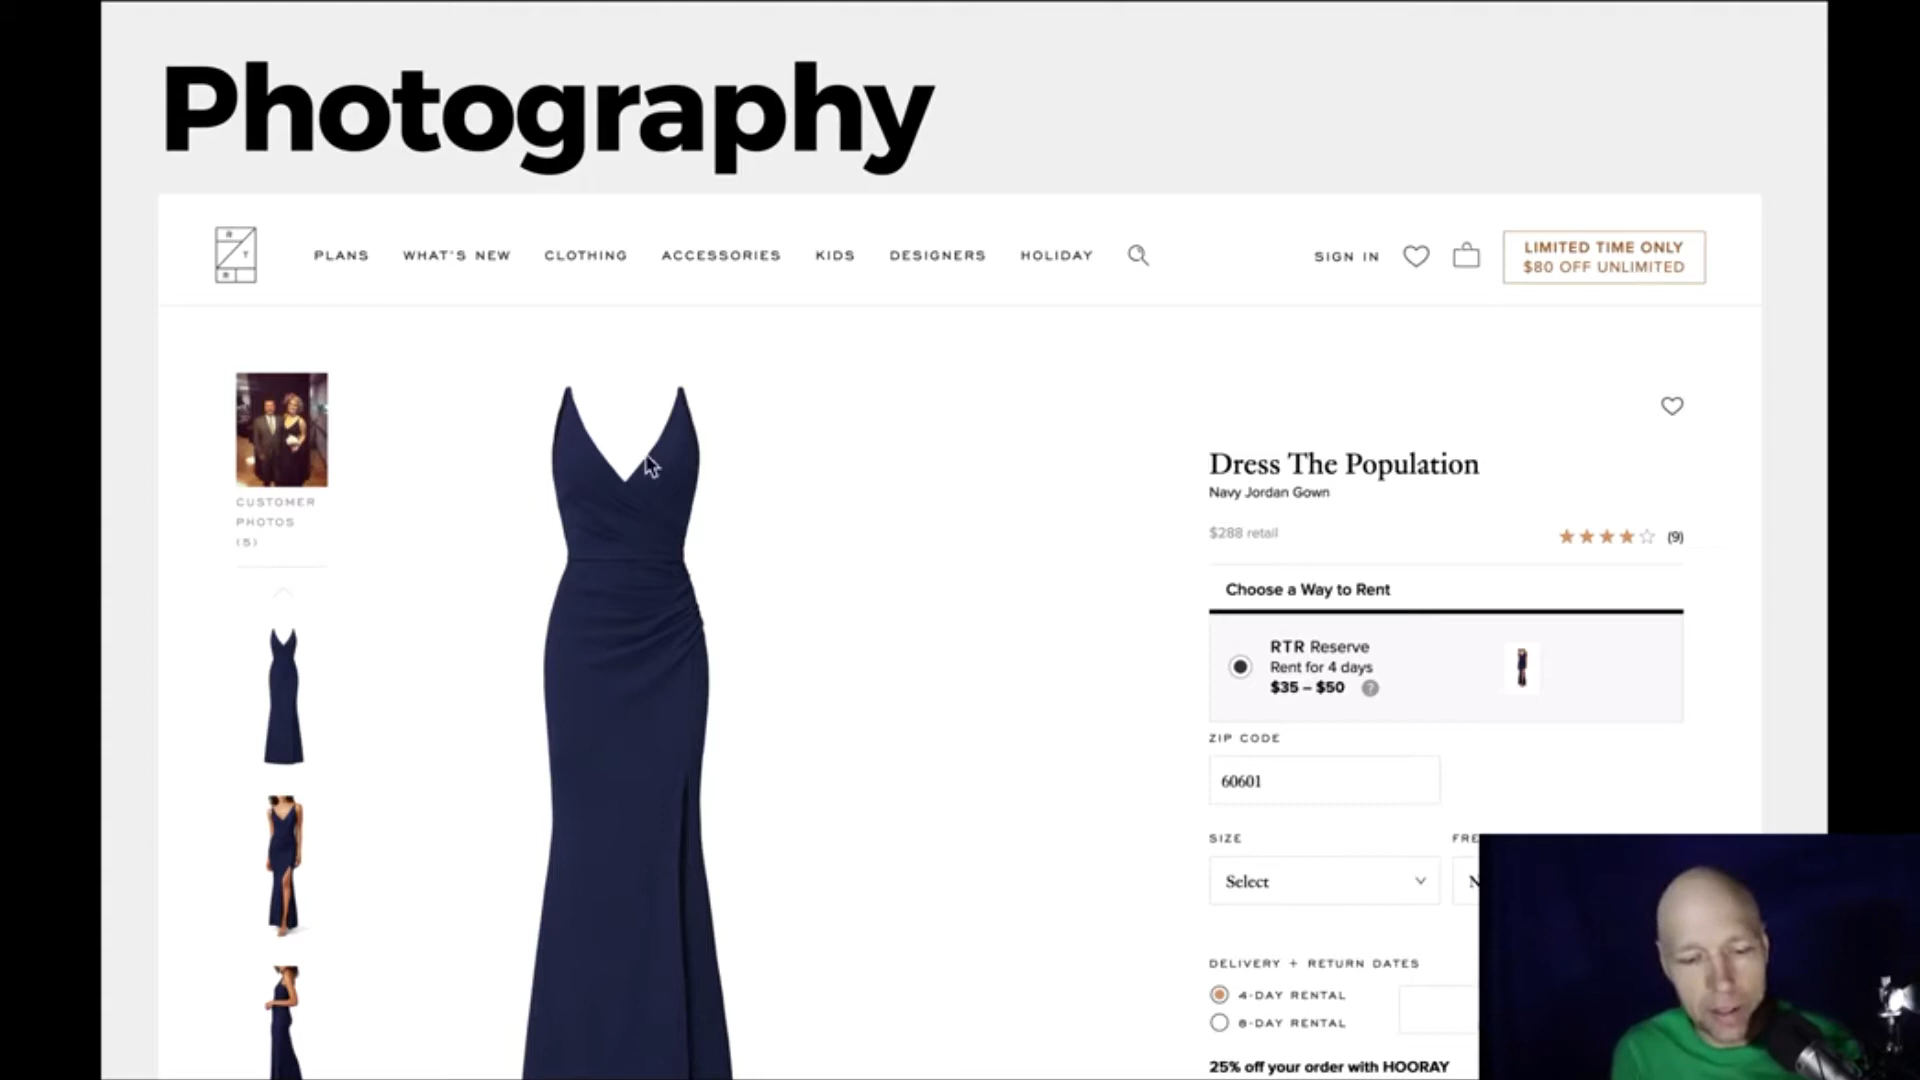 Photography
R
T
R
PLANS
WHAT'S NEW
CLOTHING
ACCESSORIES
KIDS
DESIGNERS
HOLIDAY
SIGN IN
LIMITED TIME ONLY
$80 OFF UNLIMITED
CUSTOMER
PHOTOS
(5)
Dress The Population
Navy Jordan Gown
$288 retail
(9)
Choose a Way to Rent
RTR Reserve
Rent for 4 days
$35 – $50
?
ZIP CODE
60601
SIZE
FRE
Select
N
DELIVERY + RETURN DATES
4-DAY RENTAL
8-DAY RENTAL
25% off your order with HOORAY